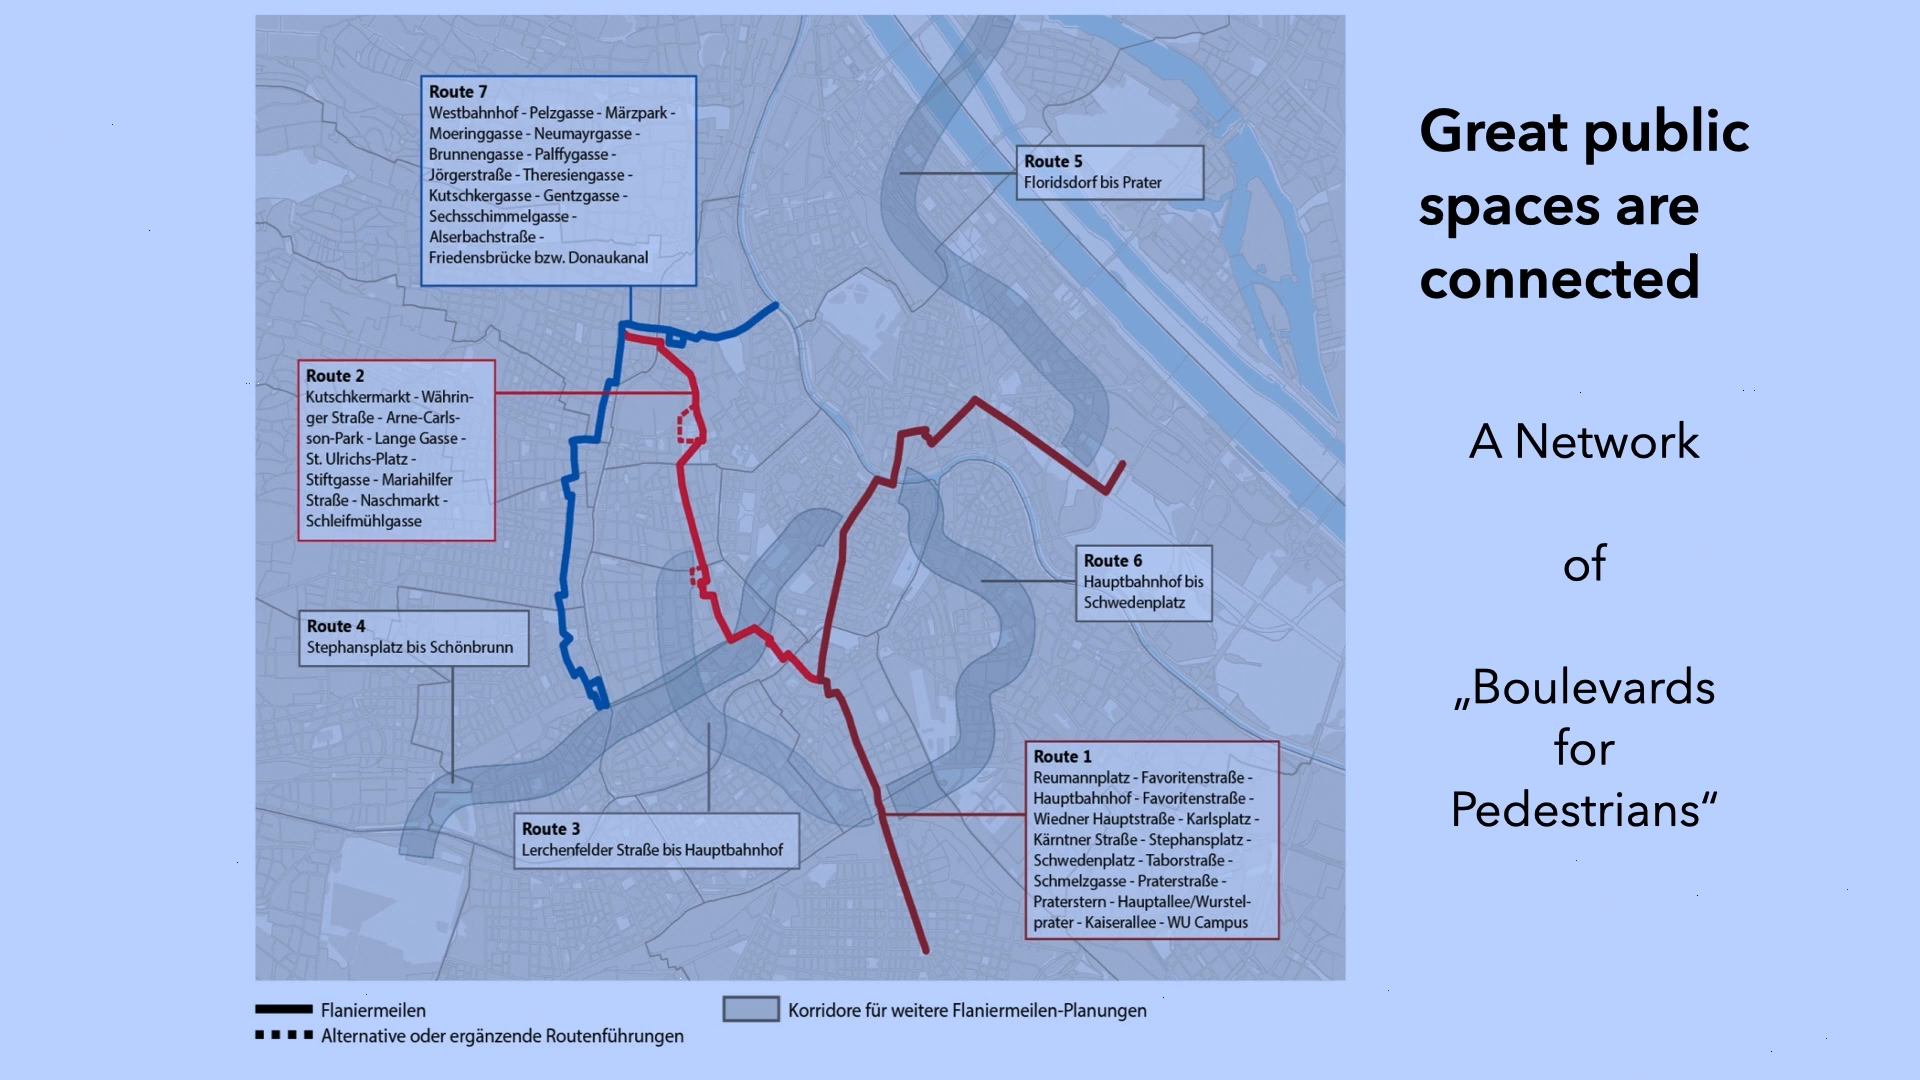 Route 7
Westbahnhof - Pelzgasse - Märzpark -
Moeringgasse - Neumayrgasse -
Brunnengasse - Palffygasse -
Jörgerstraße - Theresiengasse -
Kutschkergasse - Gentzgasse -
Sechsschimmelgasse -
Alserbachstraße -
Friedensbrücke bzw. Donaukanal
Route 5
Floridsdorf bis Prater
Route 2
Kutschkermarkt - Währin-
ger Straße - Arne-Carls-
son-Park - Lange Gasse -
St. Ulrichs-Platz -
Stiftgasse - Mariahilfer
Straße - Naschmarkt -
Schleifmühlgasse
Route 6
Hauptbahnhof bis
Schwedenplatz
Route 4
Stephansplatz bis Schönbrunn
Route 3
Lerchenfelder Straße bis Hauptbahnhof
Route 1
Reumannplatz - Favoritenstraße -
Hauptbahnhof - Favoritenstraße -
Wiedner Hauptstraße - Karlsplatz -
Kärntner Straße - Stephansplatz -
Schwedenplatz - Taborstraße -
Schmelzgasse - Praterstraße -
Praterstern - Hauptallee/Wurstel-
prater - Kaiserallee - WU Campus
Flaniermeilen
Alternative oder ergänzende Routenführungen
Korridore für weitere Flaniermeilen-Planungen
Great public
spaces are
connected
A Network
of
„Boulevards
for
Pedestrians“